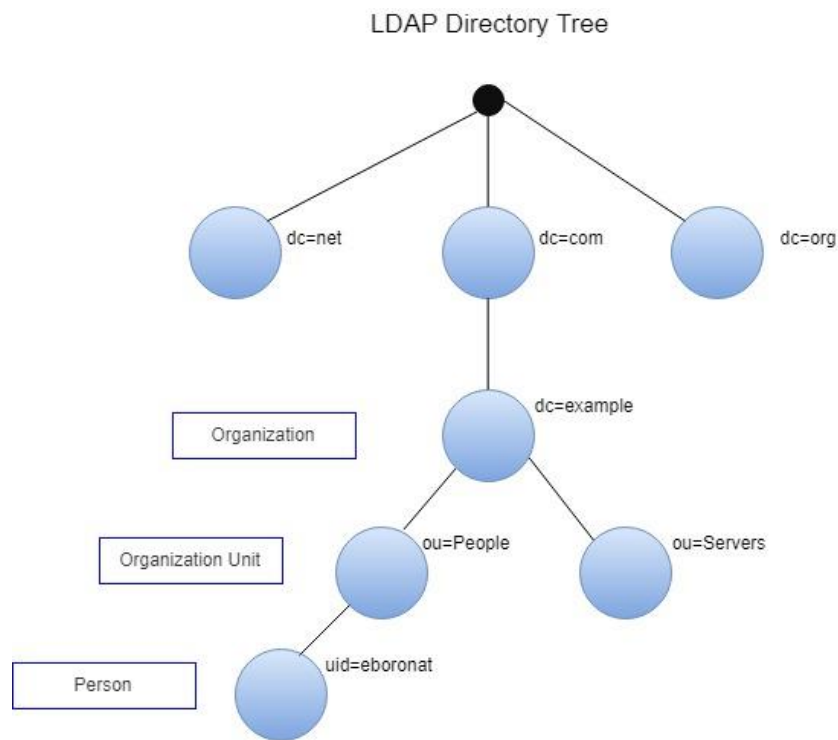 LDAP Directory Tree
dc=net
dc=com
dc=org
dc=example
Organization
ou=People
ou=Servers
Organization Unit
uid=eboronat
Person